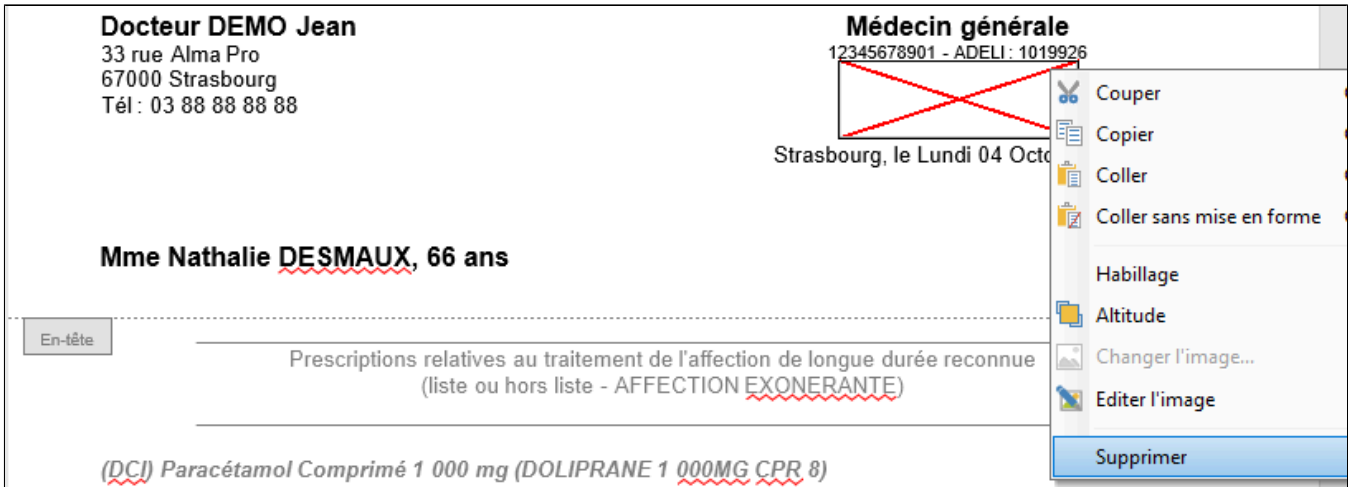 Docteur DEMO Jean
33 rue Alma Pro
67000 Strasbourg
Tél : 03 88 88 88 88
Médecin générale
12345678901 - ADELI : 1019926
Strasbourg, le Lundi 04
Mme Nathalie DESMAUX, 66 ans
En-tête
Prescriptions relatives au traitement de l'affection de longue durée reconnue
(liste ou hors liste - AFFECTION EXONERANTE)
(DCI) Paracétamol Comprimé 1 000 mg (DOLIPRANE 1 000MG CPR 8)
Couper
Copier
Coller
Coller sans mise en forme
Habillage
Altitude
Changer l'image...
Editer l'image
Supprimer